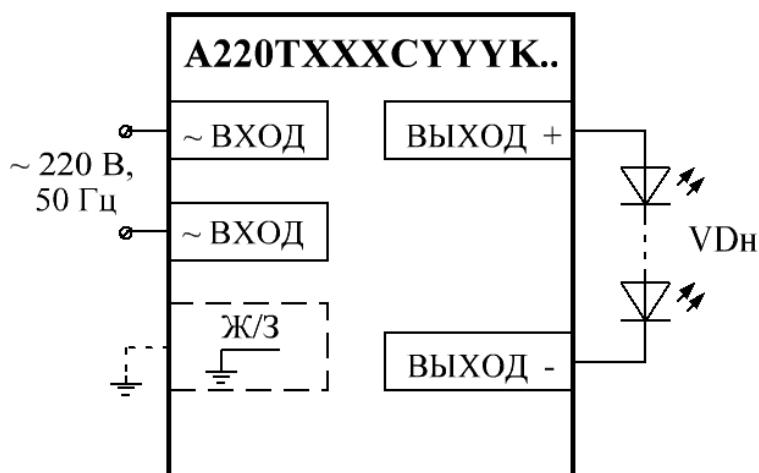 A220TXXXCYYYK..
~ ВХОД
ВЫХОД +
~ 220 В,
50 Гц
~ ВХОД
VDн
Ж/З
ВЫХОД -